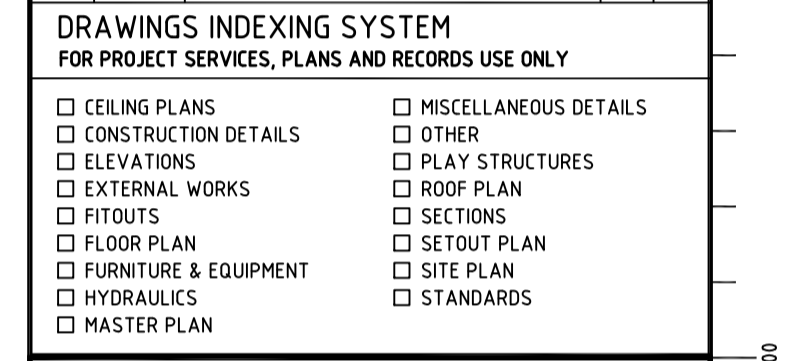 DRAWINGS INDEXING SYSTEM
FOR PROJECT SERVICES, PLANS AND RECORDS USE ONLY
CEILING PLANS
CONSTRUCTION DETAILS
ELEVATIONS
EXTERNAL WORKS
FITOUTS
FLOOR PLAN
FURNITURE & EQUIPMENT
HYDRAULICS
MASTER PLAN
MISCELLANEOUS DETAILS
OTHER
PLAY STRUCTURES
ROOF PLAN
SECTIONS
SETOUT PLAN
SITE PLAN
STANDARDS
00